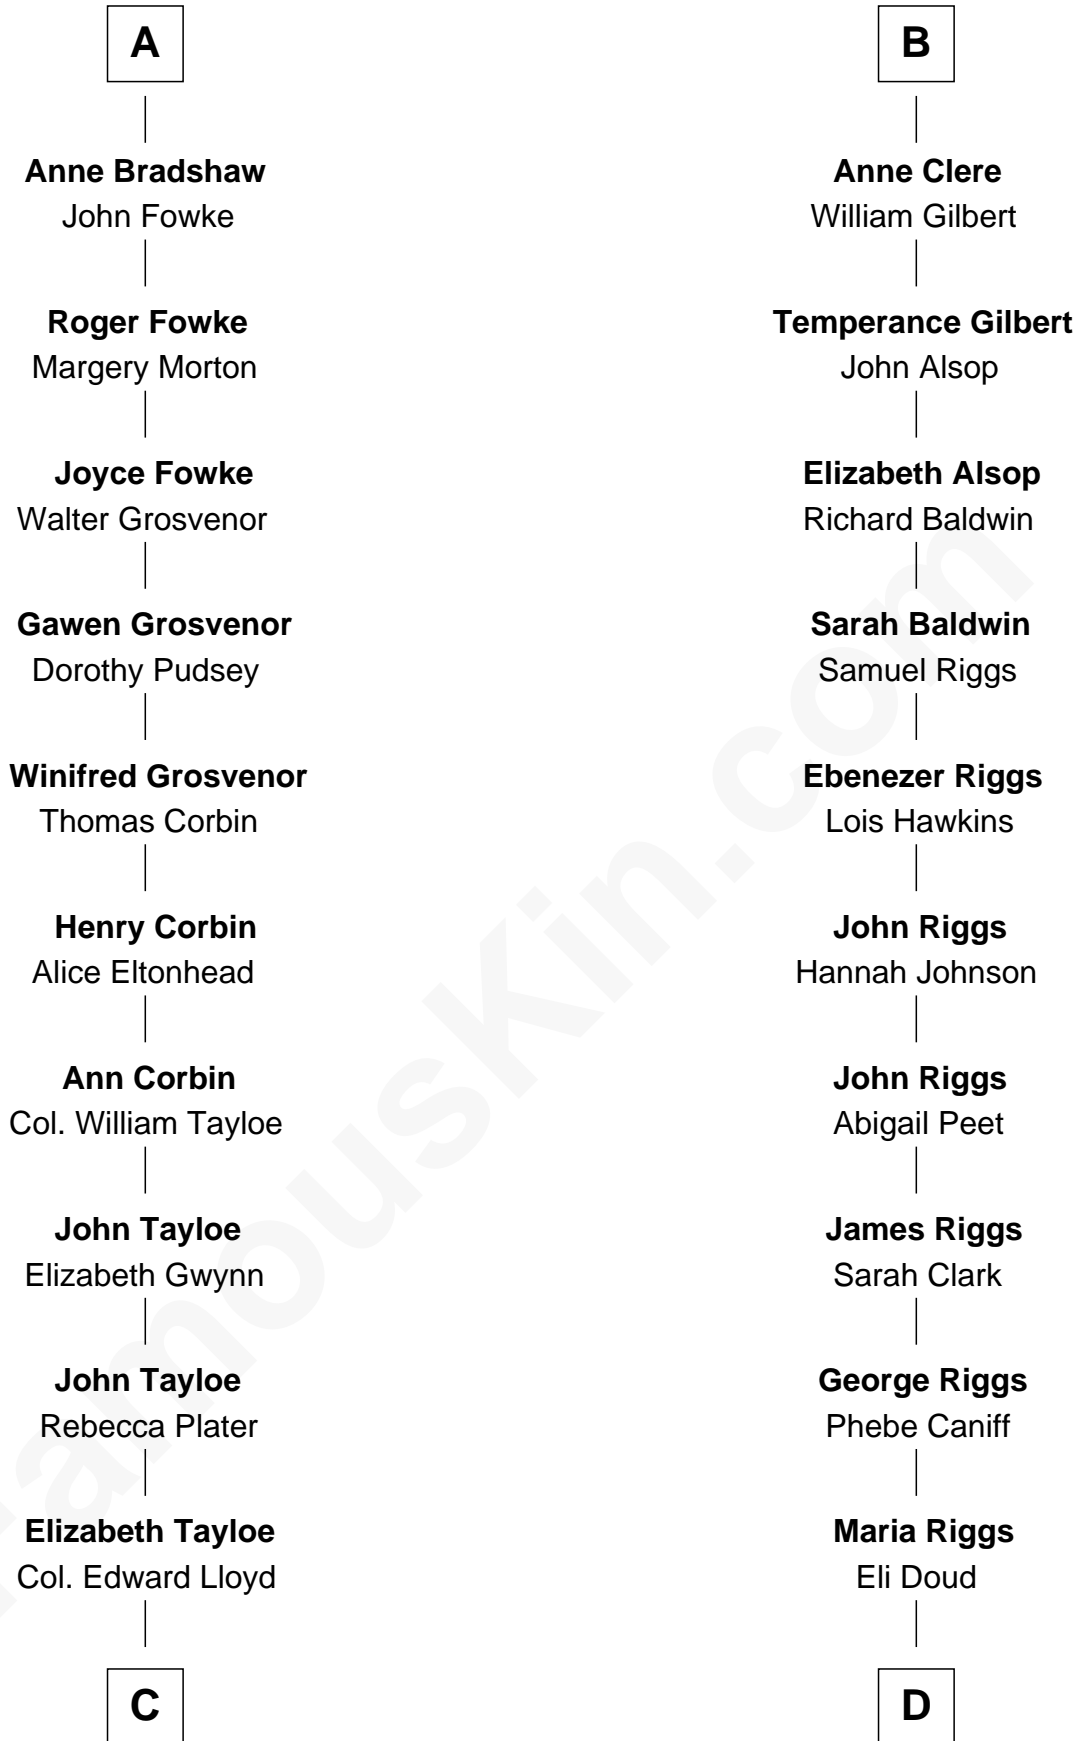 A
Anne Bradshaw
John Fowke
Roger Fowke
Margery Morton
Joyce Fowke
Walter Grosvenor
Gawen Grosvenor
Dorothy Pudsey
Winifred Grosvenor
Thomas Corbin
Henry Corbin
Alice Eltonhead
Ann Corbin
Col. William Tayloe
John Tayloe
Elizabeth Gwynn
John Tayloe
Rebecca Plater
Elizabeth Tayloe
Col. Edward Lloyd
C
B
Anne Clere
William Gilbert
Temperance Gilbert
John Alsop
Elizabeth Alsop
Richard Baldwin
Sarah Baldwin
Samuel Riggs
Ebenezer Riggs
Lois Hawkins
John Riggs
Hannah Johnson
John Riggs
Abigail Peet
James Riggs
Sarah Clark
George Riggs
Phebe Caniff
Maria Riggs
Eli Doud
D
FamousKin.com